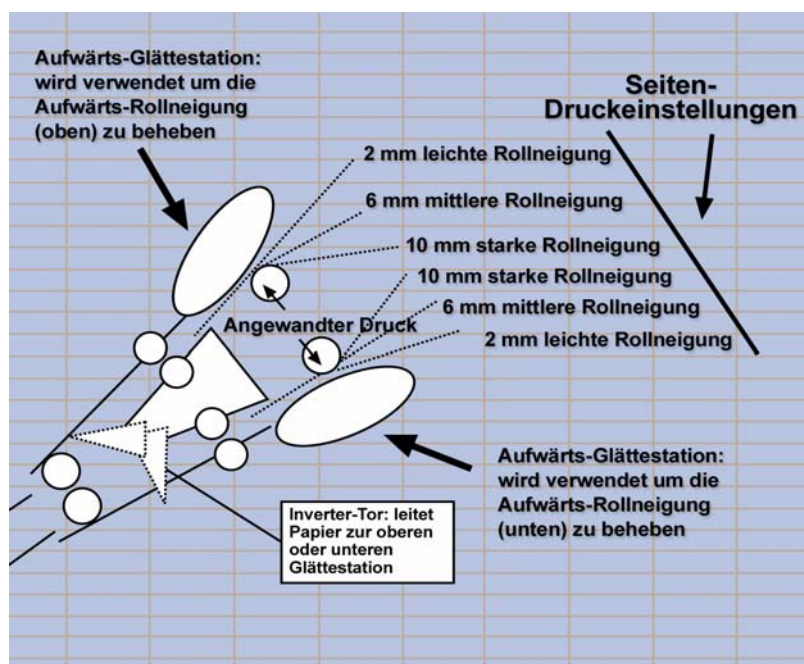 Aufwärts-Glättestation:
wird verwendet um die
Aufwärts-Rollneigung
(oben) zu beheben
Seiten-
Druckeinstellungen
2 mm leichte Rollneigung
6 mm mittlere Rollneigung
10 mm starke Rollneigung
10 mm starke Rollneigung
6 mm mittlere Rollneigung
2 mm leichte Rollneigung
Angewandter Druck
Aufwärts-Glättestation:
wird verwendet um die
Aufwärts-Rollneigung
(unten) zu beheben
Inverter-Tor: leitet
Papier zur oberen
oder unteren
Glättestation